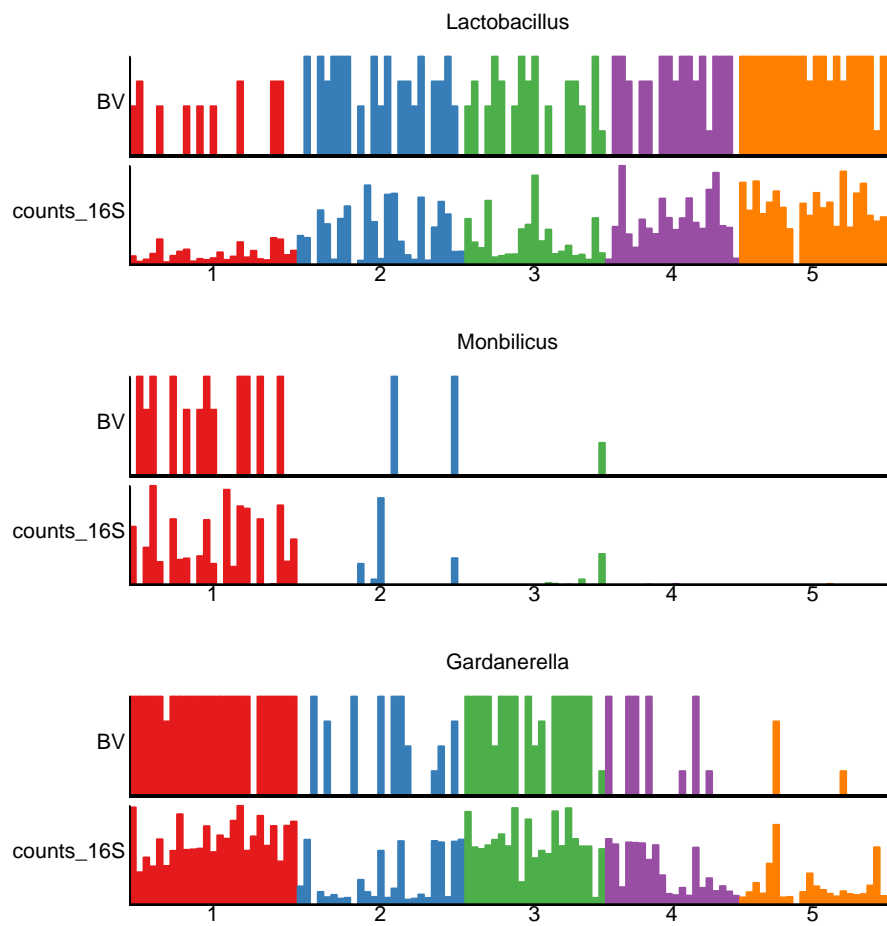 Lactobacillus
BV
counts_16S
1 2 3 4 5
Monbilicus
BV
counts_16S
1 2 3 4 5
Gardanerella
BV
counts_16S
1 2 3 4 5